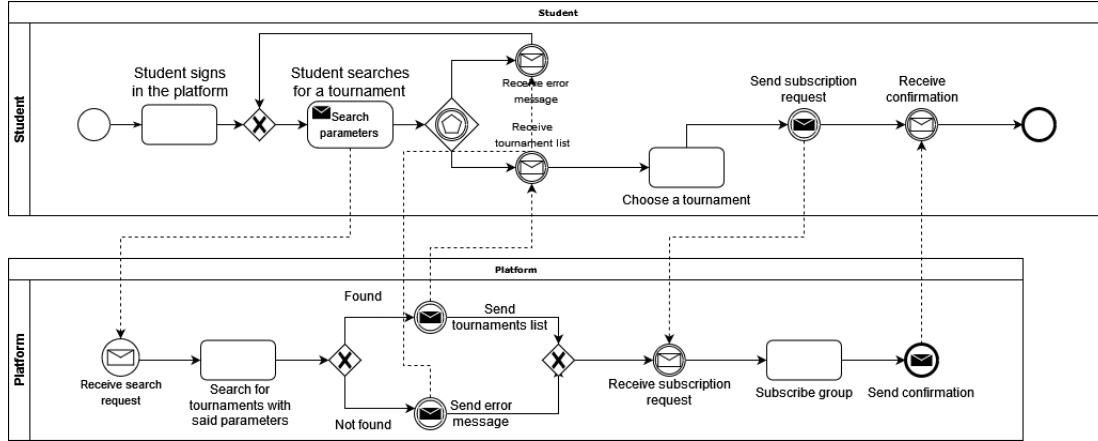 Student
Student
Student signs
in the platform
Student searches
for a tournament
Search
parameters
Receive error
message
Receive
tournament list
Choose a tournament
Send subscription
request
Receive
confirmation
Platform
Platform
Receive search
request
Search for
tournaments with
said parameters
Found
Not found
Send
tournaments list
Send error
message
Receive subscription
request
Subscribe group
Send confirmation